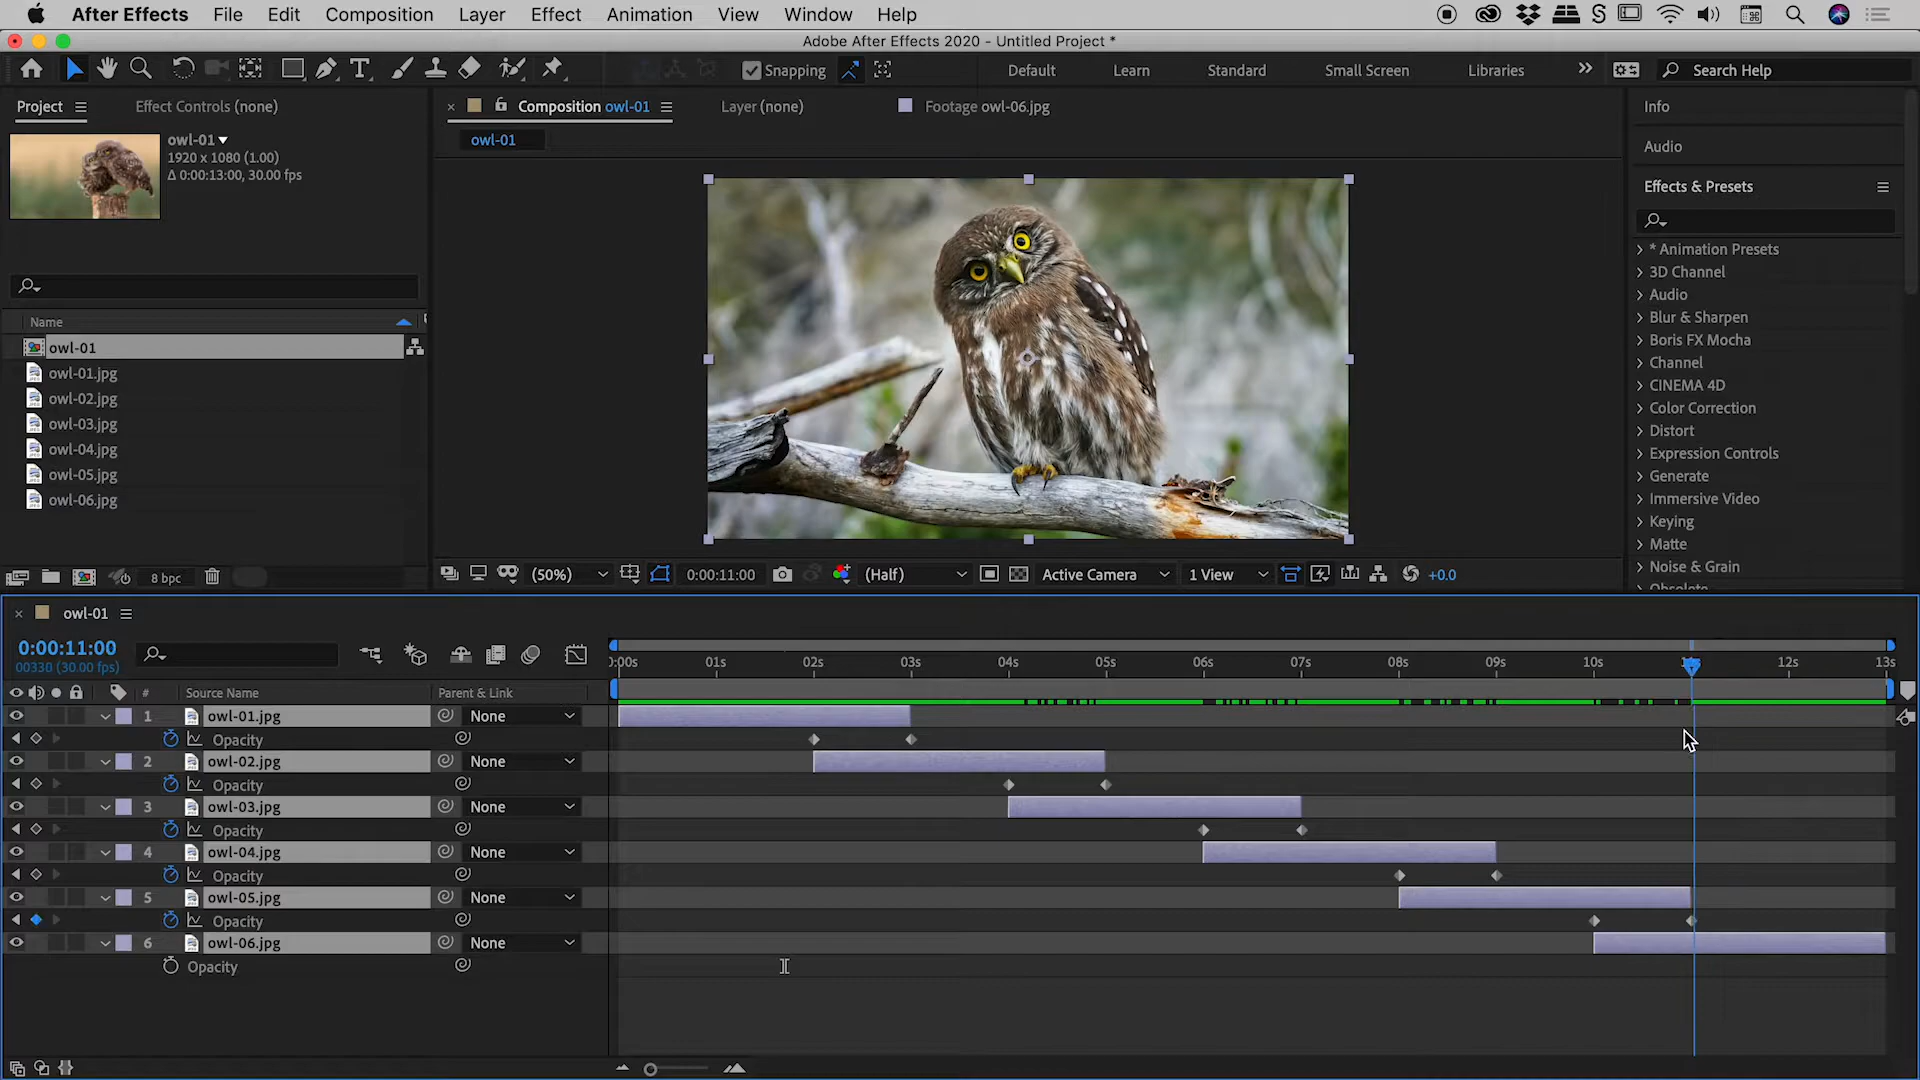 After Effects File Edit Composition Layer Effect Animation View Window Help
Adobe After Effects 2020 - Untitled Project *
Snapping Default Learn Standard Small Screen Libraries Search Help
Project Effect Controls (none) Composition owl-01 Layer (none) Footage owl-06.jpg Info
owl-01
1920 x 1080 (1.00)
Δ 0:00:13:00, 30.00 fps
owl-01
Audio
Effects & Presets
* Animation Presets
3D Channel
Audio
Blur & Sharpen
Boris FX Mocha
Channel
CINEMA 4D
Color Correction
Distort
Expression Controls
Generate
Immersive Video
Keying
Matte
Noise & Grain
Obsolete
Name
owl-01
owl-01.jpg
owl-02.jpg
owl-03.jpg
owl-04.jpg
owl-05.jpg
owl-06.jpg
8 bpc
(50%) 0:00:11:00 (Half) Active Camera 1 View +0.0
owl-01
0:00:11:00
00330 (30.00 fps)
:00s 01s 02s 03s 04s 05s 06s 07s 08s 09s 10s 12s 13s
# Source Name Parent & Link
1 owl-01.jpg None
Opacity
2 owl-02.jpg None
Opacity
3 owl-03.jpg None
Opacity
4 owl-04.jpg None
Opacity
5 owl-05.jpg None
Opacity
6 owl-06.jpg None
Opacity